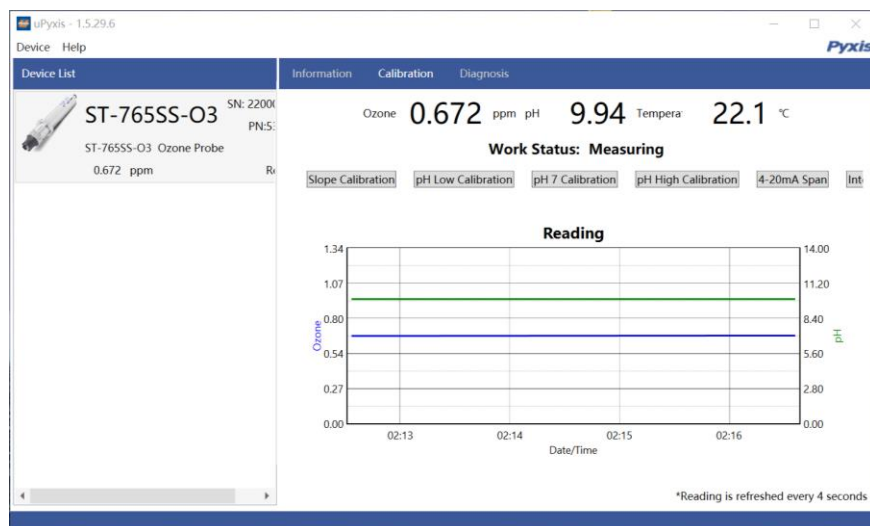 uPyxis - 1.5.29.6
Device Help
Pyxis
Device List
Information Calibration Diagnosis
ST-765SS-O3
SN: 2200
PN:5
ST-765SS-O3 Ozone Probe
0.672 ppm
Ozone 0.672 ppm pH 9.94 Tempera 22.1 °C
Work Status: Measuring
Slope Calibration pH Low Calibration pH 7 Calibration pH High Calibration 4-20mA Span Int
Reading
1.34 14.00
1.07 11.20
0.80 8.40
Ozone pH
0.54 5.60
0.27 2.80
0.00 0.00
02:13 02:14 02:15 02:16
Date/Time
*Reading is refreshed every 4 seconds